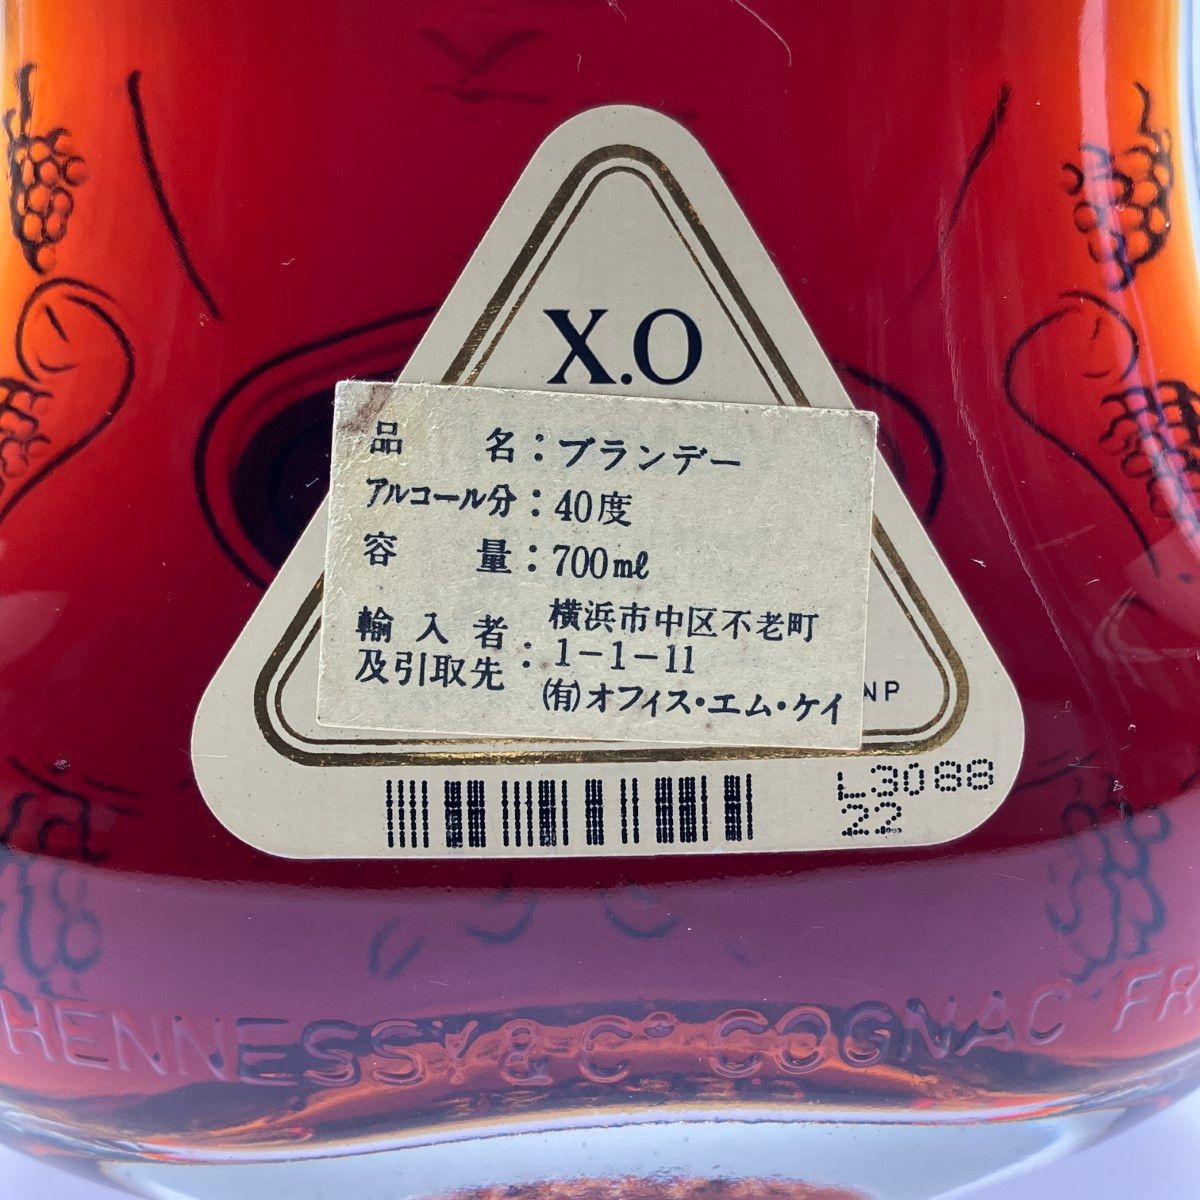 X.O
品 名：ブランデー
アルコール分：40度
容 量：700ml
輸入者及引取先：横浜市中区不老町
1-1-11
(有)オフィス・エム・ケイ
NP
L3088
22
HENNESSY & Cº COGNAC FR